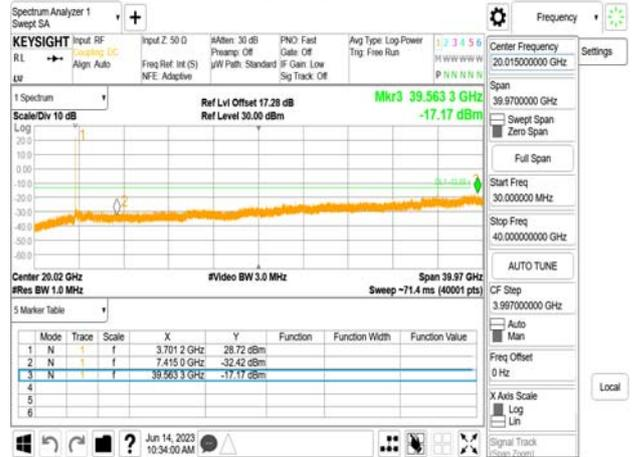 Spectrum Analyzer 1
Swept SA
Frequency
KEYSIGHT
Input: RF
Coupling: DC
Align: Auto
Input Z: 50 Ω
Freq Ref: Int (S)
NFE: Adaptive
#Atten: 30 dB
Preamp: Off
µW Path: Standard
PNO: Fast
Gate: Off
IF Gain: Low
Sig Track: Off
Avg Type: Log-Power
Trig: Free Run
1 2 3 4 5 6
M W W W W W
P N N N N N
RL
1 Spectrum
Scale/Div 10 dB
Ref Lvl Offset 17.28 dB
Ref Level 30.00 dBm
Mkr3 39.563 3 GHz
-17.17 dBm
Log
20.0
10.0
0.00
-10.0
-20.0
-30.0
-40.0
-50.0
-60.0
1
2
3
Center 20.02 GHz
#Res BW 1.0 MHz
#Video BW 3.0 MHz
Span 39.97 GHz
Sweep ~71.4 ms (40001 pts)
5 Marker Table
Mode Trace Scale X Y Function Function Width Function Value
1 N 1 f 3.701 2 GHz 28.72 dBm
2 N 1 f 7.415 0 GHz -32.42 dBm
3 N 1 f 39.563 3 GHz -17.17 dBm
4
5
6
Jun 14, 2023
10:34:00 AM
Center Frequency
20.015000000 GHz
Settings
Span
39.9700000 GHz
Swept Span
Zero Span
Full Span
Start Freq
30.000000 MHz
Stop Freq
40.000000000 GHz
AUTO TUNE
CF Step
3.997000000 GHz
Auto
Man
Freq Offset
0 Hz
X Axis Scale
Log
Lin
Signal Track
(Span Zoom)
Local